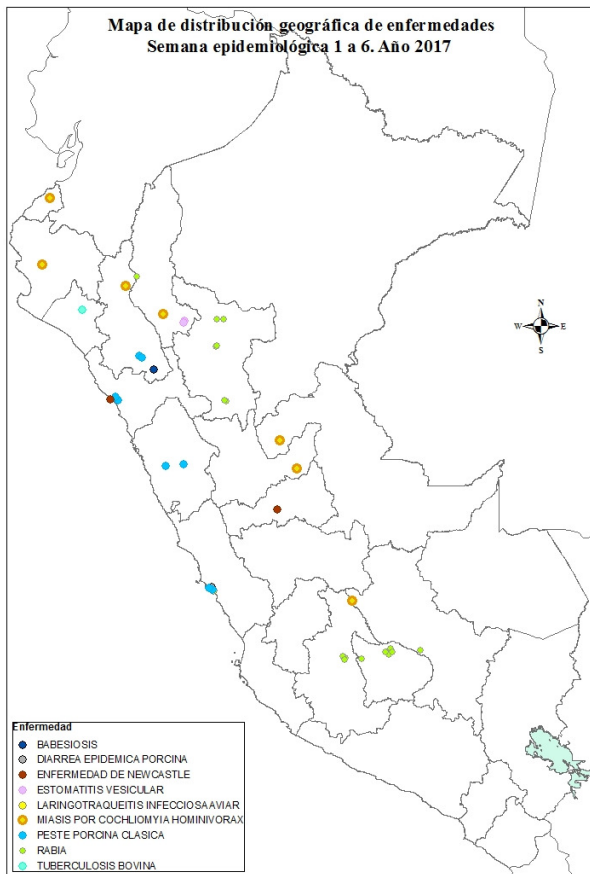 Mapa de distribución geográfica de enfermedades
Semana epidemiológica 1 a 6. Año 2017
N
W E
S
Enfermedad
BABESIOSIS
DIARREA EPIDEMICA PORCINA
ENFERMEDAD DE NEWCASTLE
ESTOMATITIS VESICULAR
LARINGOTRAQUEITIS INFECCIOSA AVIAR
MIASIS POR COCHLIOMYIA HOMINIVORAX
PESTE PORCINA CLASICA
RABIA
TUBERCULOSIS BOVINA